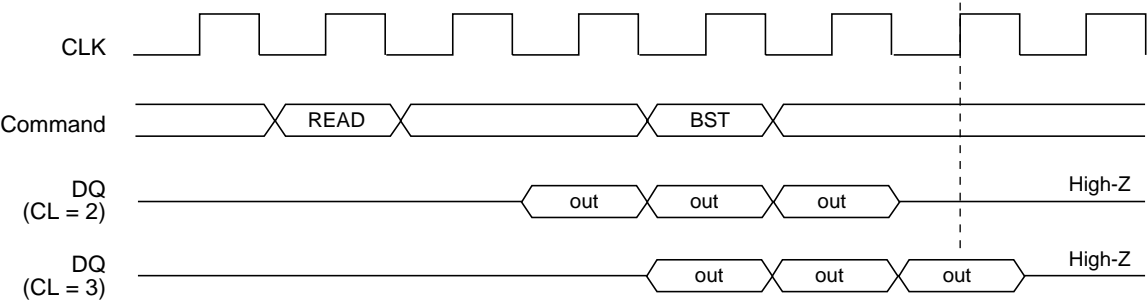 CLK
Command
READ
BST
DQ
(CL = 2)
out
out
out
High-Z
DQ
(CL = 3)
out
out
out
High-Z